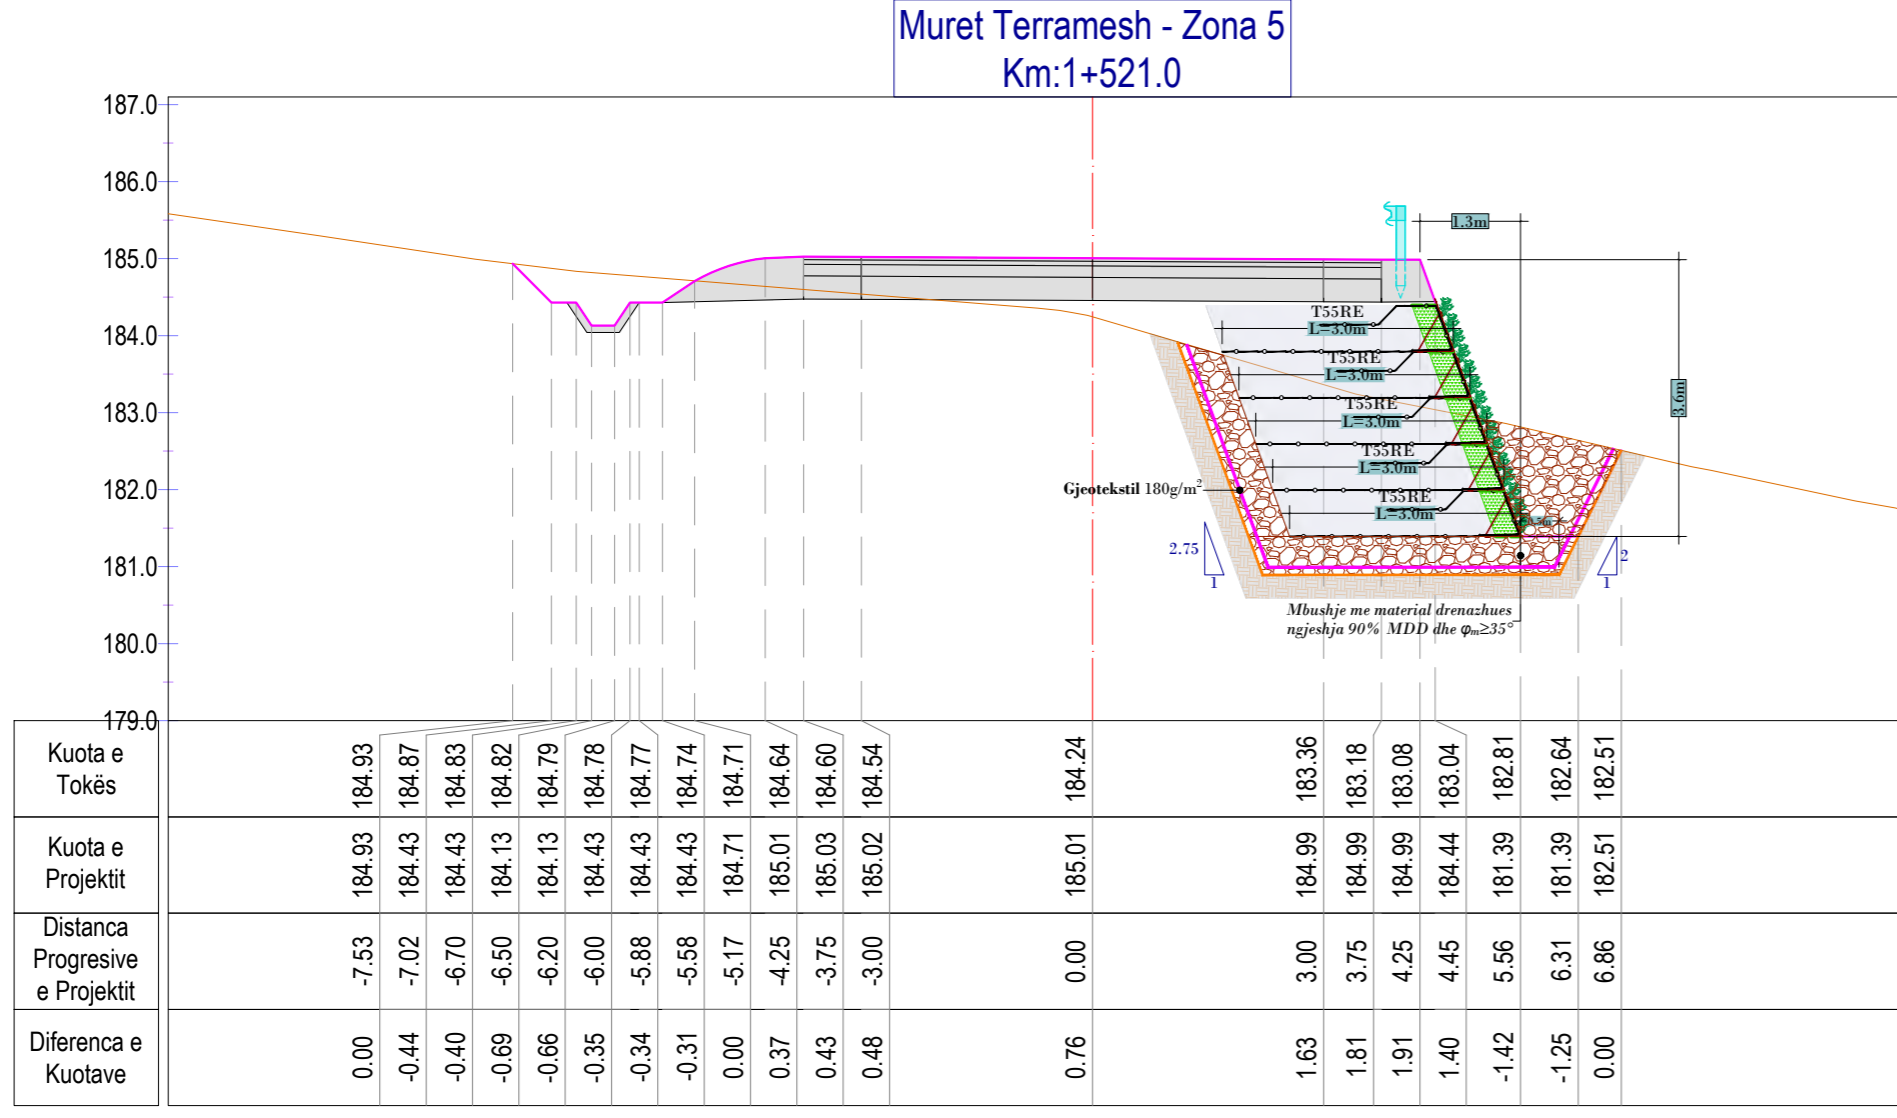 Muret Terramesh - Zona 5
Km:1+521.0
187.0
186.0
185.0
184.0
183.0
182.0
181.0
180.0
179.0
1.3m
3.6m
T55RE
L=3.0m
T55RE
L=3.0m
T55RE
L=3.0m
T55RE
L=3.0m
T55RE
L=3.0m
Gjeotekstil 180g/m²
2.75
1
2
1
Mbushje me material drenazhues
ngjeshja 90% MDD dhe φm≥35°
Kuota e
Tokës
184.93 184.87 184.83 184.82 184.79 184.78 184.77 184.74 184.71 184.64 184.60 184.54 184.24 183.36 183.18 183.08 183.04 182.81 182.64 182.51
Kuota e
Projektit
184.93 184.43 184.43 184.13 184.13 184.43 184.43 184.43 184.71 185.01 185.03 185.02 185.01 184.99 184.99 184.99 184.44 181.39 181.39 182.51
Distanca
Progresive
e Projektit
-7.53 -7.02 -6.70 -6.50 -6.20 -6.00 -5.88 -5.58 -5.17 -4.25 -3.75 -3.00 0.00 3.00 3.75 4.25 4.45 5.56 6.31 6.86
Diferenca e
Kuotave
0.00 -0.44 -0.40 -0.69 -0.66 -0.35 -0.34 -0.31 0.00 0.37 0.43 0.48 0.76 1.63 1.81 1.91 1.40 -1.42 -1.25 0.00